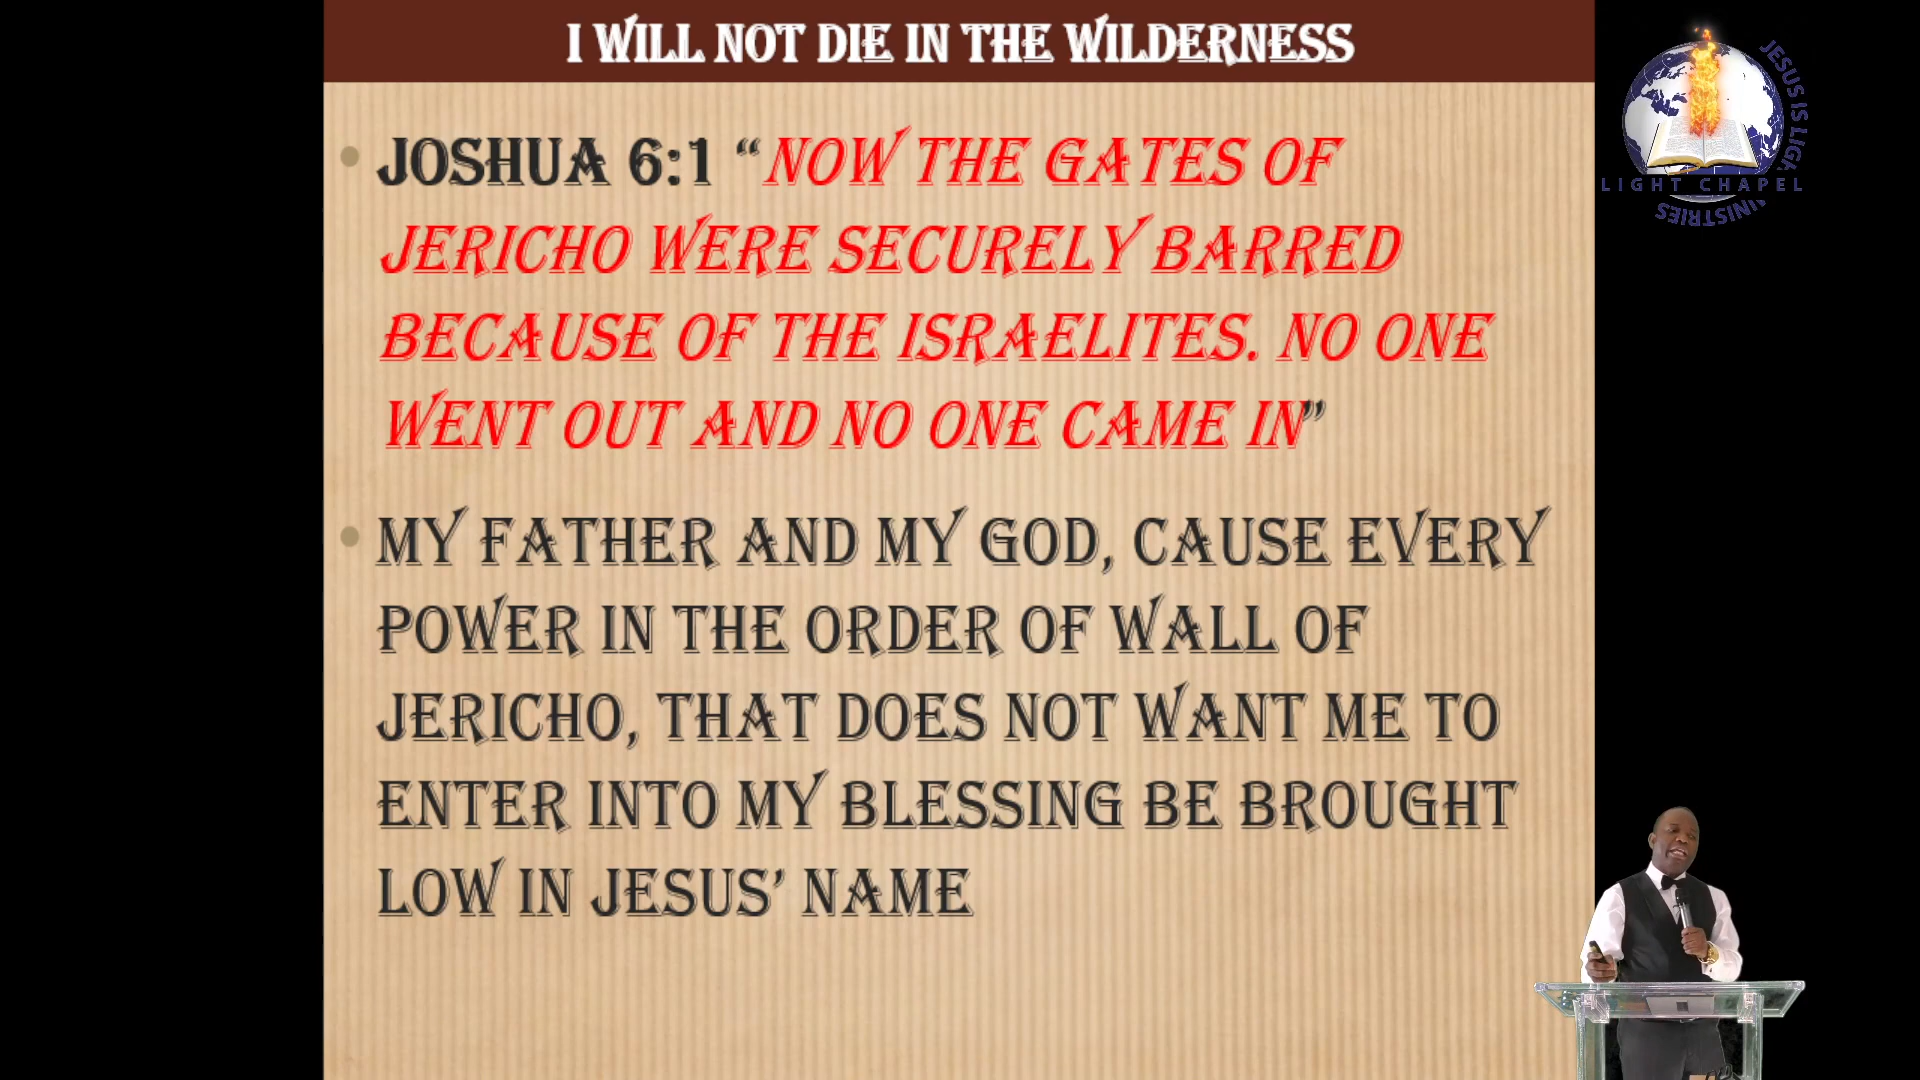 I WILL NOT DIE IN THE WILDERNESS
JOSHUA 6:1 “NOW THE GATES OF
JERICHO WERE SECURELY BARRED
BECAUSE OF THE ISRAELITES. NO ONE
WENT OUT AND NO ONE CAME IN”
MY FATHER AND MY GOD, CAUSE EVERY
POWER IN THE ORDER OF WALL OF
JERICHO, THAT DOES NOT WANT ME TO
ENTER INTO MY BLESSING BE BROUGHT
LOW IN JESUS’ NAME
JESUS IS LIGHT
LIGHT CHAPEL
MINISTRIES